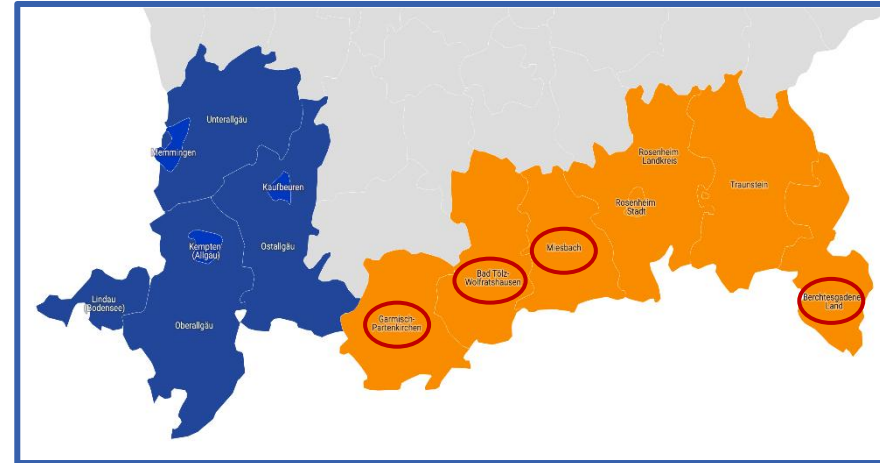 Unterallgäu
Memmingen
Kaufbeuren
Kempten
(Allgäu)
Ostallgäu
Lindau
(Bodensee)
Oberallgäu
Garmisch-
Partenkirchen
Bad Tölz-
Wolfratshausen
Miesbach
Rosenheim
Landkreis
Rosenheim
Stadt
Traunstein
Berchtesgadener
Land